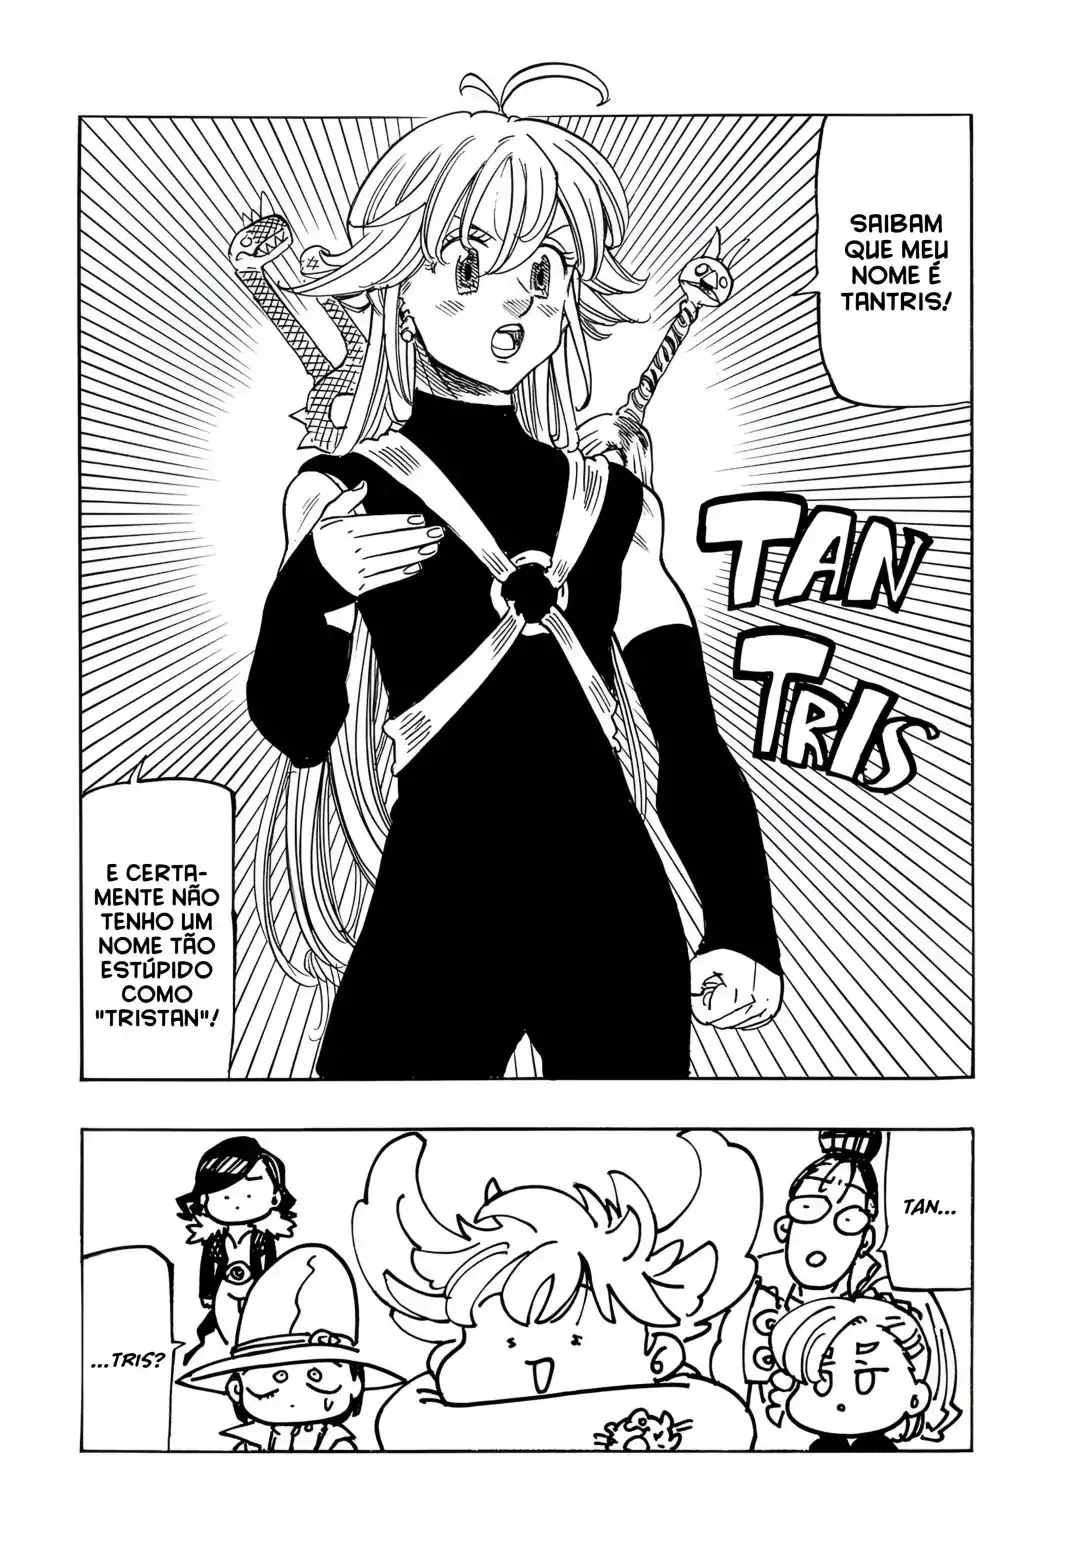 SAIBAM
QUE MEU
NOME É
TANTRIS!
TAN
TRIS
E CERTA-
MENTE NÃO
TENHO UM
NOME TÃO
ESTÚPIDO
COMO
"TRISTAN"!
TAN...
...TRIS?